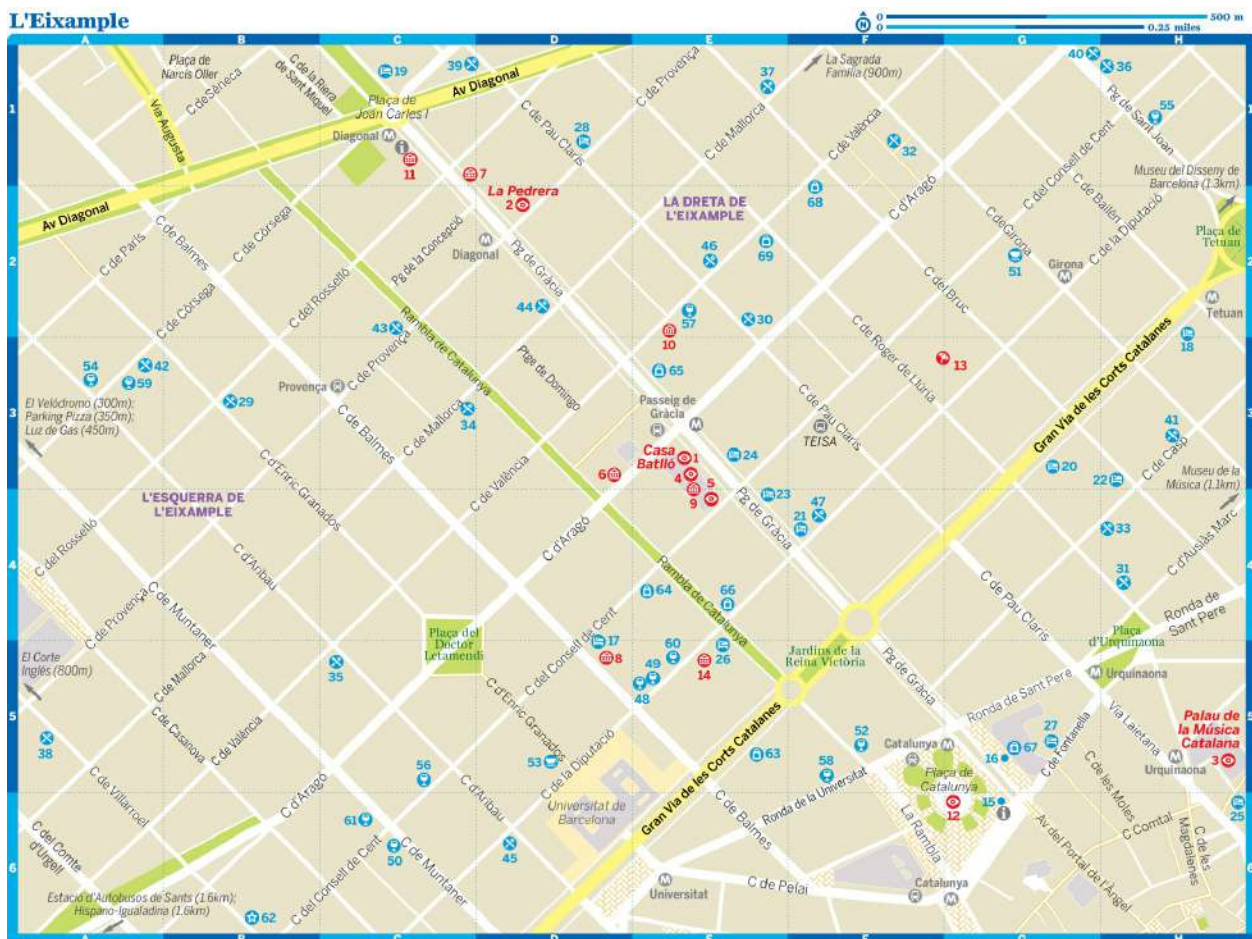 L'Eixample
0 500 m
0 0.25 miles
A
B
C
D
E
F
G
H
1
2
3
4
5
6
Plaça de
Narcís Oller
C de la Riera
de Sant Miquel
C de Sèneca
Via Augusta
19
39
Av Diagonal
Plaça de
Joan Carles I
Diagonal
11
7
La Pedrera
2
28
C de Pau Claris
C de Provença
37
C de Mallorca
La Sagrada
Família (900m)
C de València
32
40
36
Pg de Sant Joan
55
C del Consell de Cent
C de Bailèn
Museu del Disseny de
Barcelona (1.3km)
LA DRETA DE
L'EIXAMPLE
68
C d'Aragó
C de Girona
C de la Diputació
Plaça de
Tetuan
Av Diagonal
C de París
C de Balmes
C de Còrsega
Pg de la Concepció
Diagonal
Pg de Gràcia
46
69
51
Girona
Tetuan
C de Còrsega
C del Rosselló
Rambla de Catalunya
43
44
57
30
10
C del Bruc
C de Roger de Llúria
13
18
Gran Via de les Corts Catalanes
54
59
42
29
El Velódromo (300m);
Parking Pizza (350m);
Luz de Gas (450m)
Provença
C de Provença
C de Mallorca
34
Ptge de Domingo
65
Passeig de
Gràcia
C de Pau Claris
TEISA
41
C de Casp
C de Balmes
Casa
Batlló
1
4
5
6
9
24
23
20
22
Museu de la
Música (1.1km)
L'ESQUERRA DE
L'EIXAMPLE
C d'Enric Granados
C de València
Pg de Gràcia
47
21
33
C d'Ausiàs Marc
C del Rosselló
C d'Aribau
C d'Aragó
Rambla de Catalunya
31
C de Provença
C de Muntaner
64
66
C de Pau Claris
Ronda de
Sant Pere
Plaça del
Doctor
Letamendi
C del Consell de Cent
17
8
60
49
48
14
26
Jardins de la
Reina Victòria
Pg de Gràcia
Plaça
d'Urquinaona
Urquinaona
El Corte
Inglés (800m)
C de Mallorca
35
C d'Enric Granados
Ronda de Sant Pere
Via Laietana
38
C de Casanova
C de València
56
53
C de la Diputació
Gran Via de les Corts Catalanes
63
52
58
Catalunya
16
67
27
C de Fontanella
Urquinaona
Palau de
la Música
Catalana
3
C de Villarroel
C d'Aragó
C d'Aribau
Universitat de
Barcelona
C de Balmes
Ronda de la Universitat
Plaça de
Catalunya
12
15
C de les Moles
25
C del Comte
d'Urgell
61
50
45
C de Muntaner
La Rambla
Av del Portal de l'Àngel
C Comtal
C de les
Magdalenes
Estació d'Autobusos de Sants (1.6km);
Hispano-Igualadina (1.6km)
62
C del Consell de Cent
Universitat
C de Pelai
Catalunya